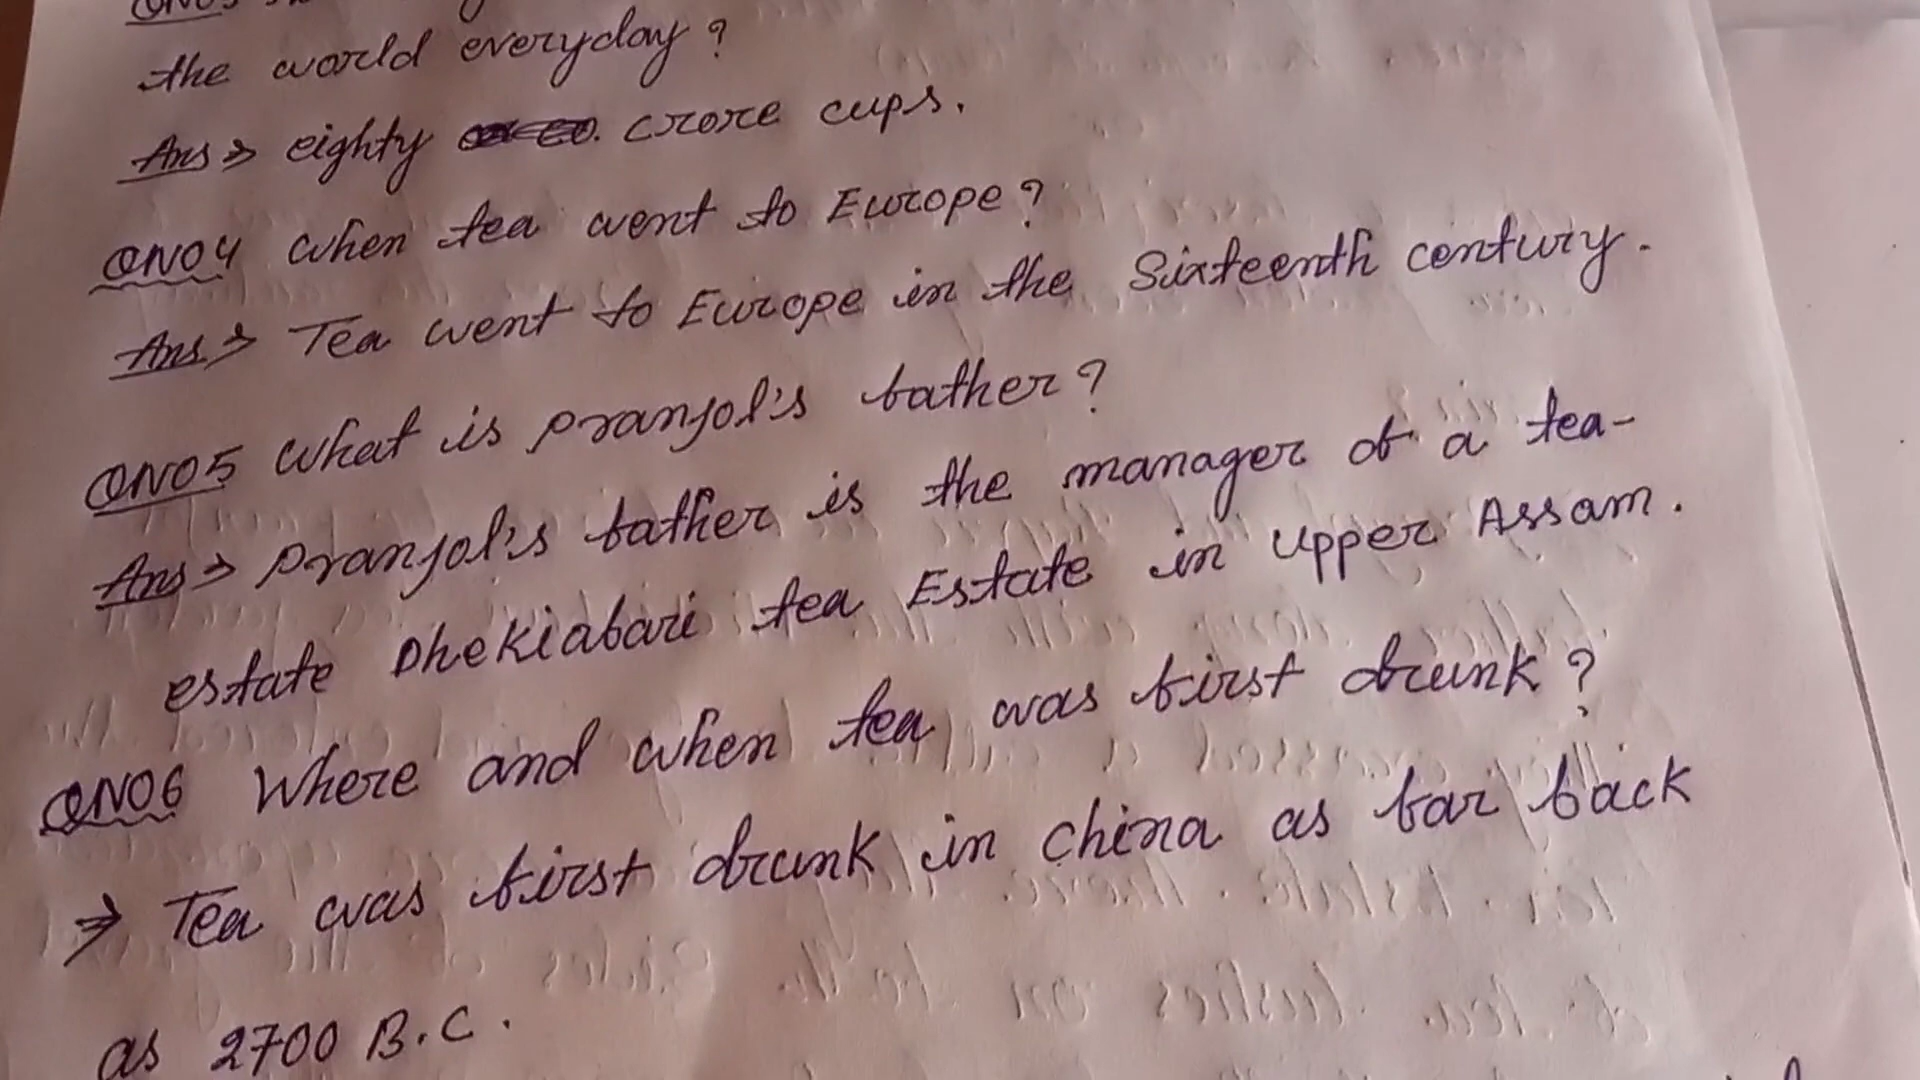 the world everyday?
Ans → eighty crore cups.
QNO4 When tea went to Europe?
Ans → Tea went to Europe in the Sixteenth century.
QNO5 What is pranjol's father?
Ans → Pranjol's father is the manager of a tea-
estate Dhekiabari tea Estate in upper Assam.
QNO6 Where and when tea was first drunk?
→ Tea was first drunk in China as far back
as 2700 B.C.